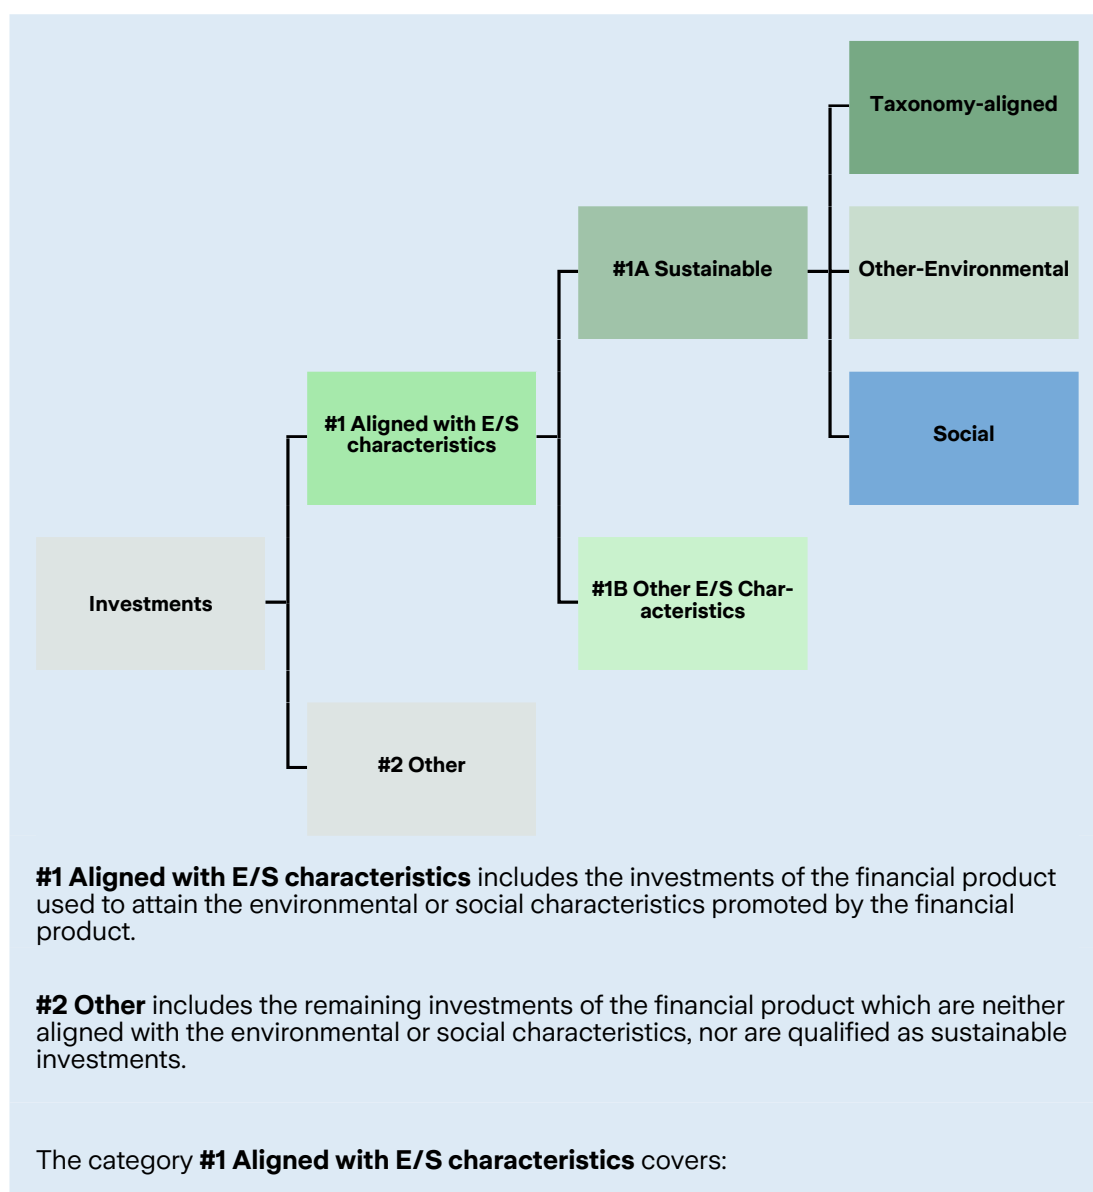 Taxonomy-aligned
#1A Sustainable
Other-Environmental
#1 Aligned with E/S
characteristics
Social
Investments
#1B Other E/S Char-
acteristics
#2 Other
#1 Aligned with E/S characteristics includes the investments of the financial product
used to attain the environmental or social characteristics promoted by the financial
product.
#2 Other includes the remaining investments of the financial product which are neither
aligned with the environmental or social characteristics, nor are qualified as sustainable
investments.
The category #1 Aligned with E/S characteristics covers: